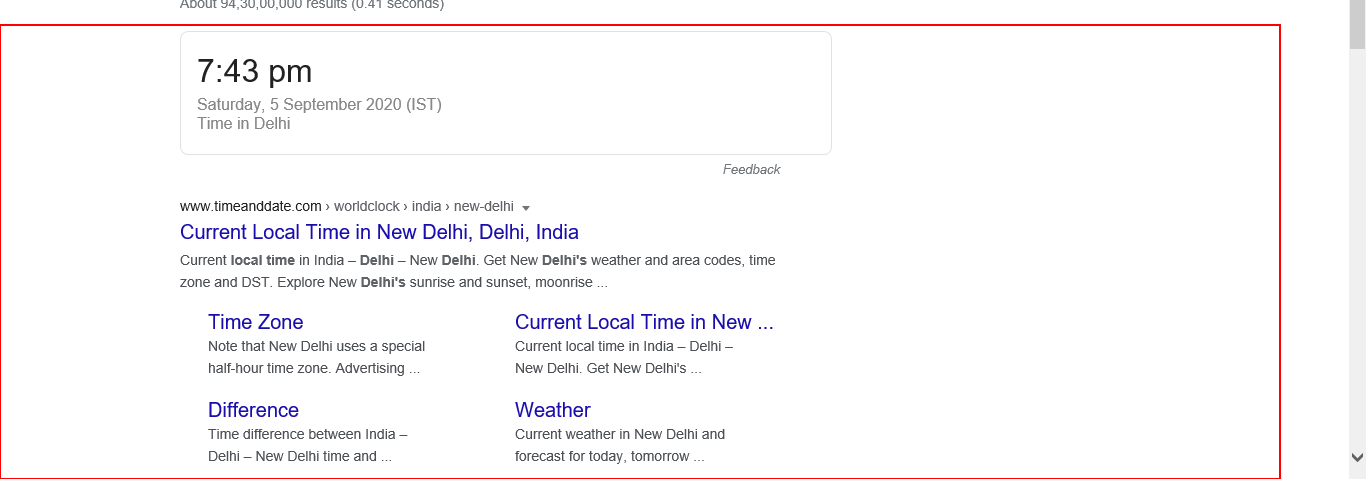 About 94,30,00,000 results (0.41 seconds)
7:43 pm
Saturday, 5 September 2020 (IST)
Time in Delhi
Feedback
www.timeanddate.com › worldclock › india › new-delhi
Current Local Time in New Delhi, Delhi, India
Current local time in India – Delhi – New Delhi. Get New Delhi's weather and area codes, time
zone and DST. Explore New Delhi's sunrise and sunset, moonrise ...
Time Zone
Note that New Delhi uses a special
half-hour time zone. Advertising ...
Current Local Time in New ...
Current local time in India – Delhi –
New Delhi. Get New Delhi's ...
Difference
Time difference between India –
Delhi – New Delhi time and ...
Weather
Current weather in New Delhi and
forecast for today, tomorrow ...